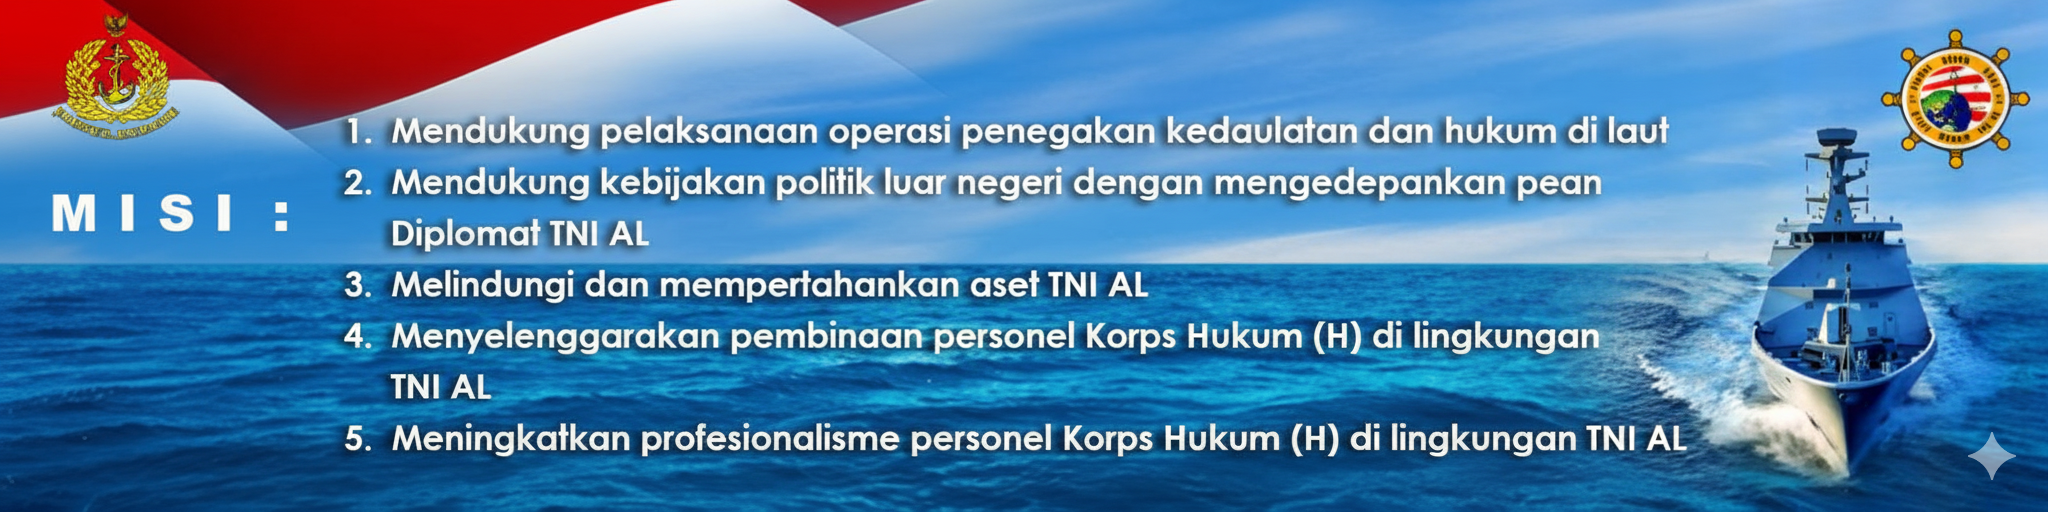 MISI :
1. Mendukung pelaksanaan operasi penegakan kedaulatan dan hukum di laut
2. Mendukung kebijakan politik luar negeri dengan mengedepankan pean
Diplomat TNI AL
3. Melindungi dan mempertahankan aset TNI AL
4. Menyelenggarakan pembinaan personel Korps Hukum (H) di lingkungan
TNI AL
5. Meningkatkan profesionalisme personel Korps Hukum (H) di lingkungan TNI AL